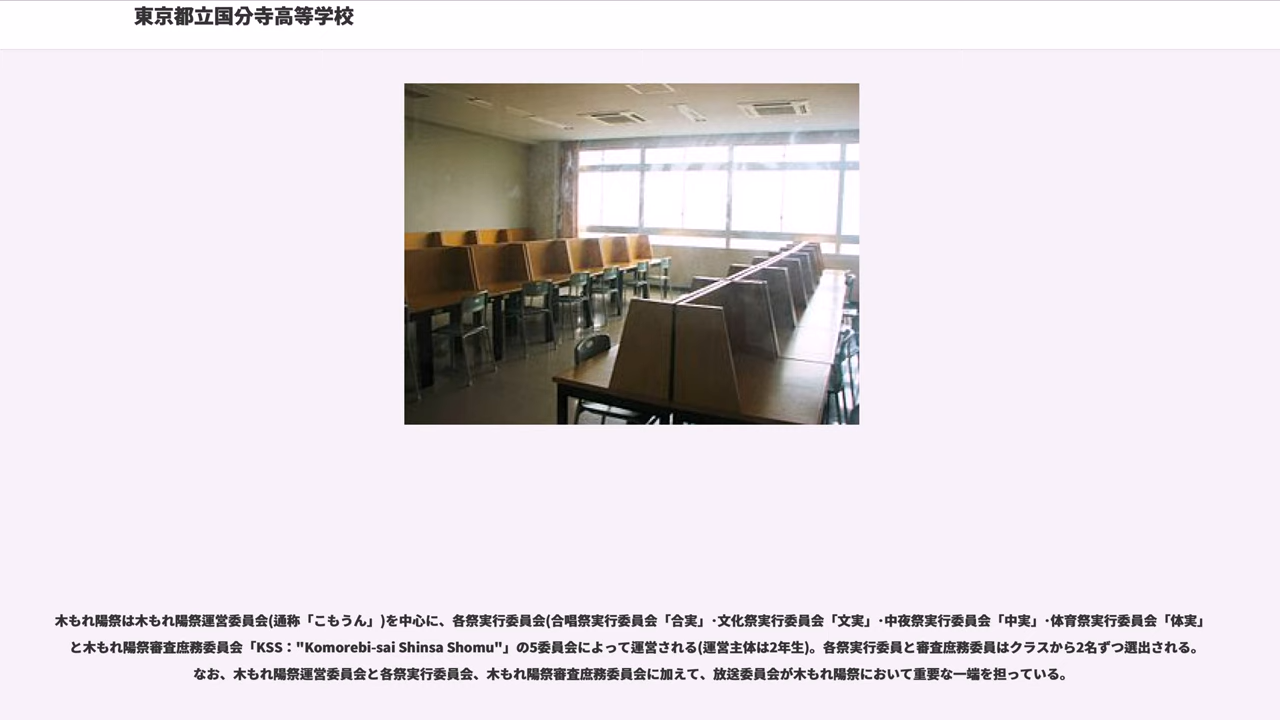 東京都立国分寺高等学校
木もれ陽祭は木もれ陽祭運営委員会(通称「こもうん」)を中心に、各祭実行委員会(合唱祭実行委員会「合実」·文化祭実行委員会「文実」·中夜祭実行委員会「中実」·体育祭実行委員会「体実」
と木もれ陽祭審査庶務委員会「KSS："Komorebi-sai Shinsa Shomu"」の5委員会によって運営される(運営主体は2年生)。各祭実行委員と審査庶務委員はクラスから2名ずつ選出される。
なお、木もれ陽祭運営委員会と各祭実行委員会、木もれ陽祭審査庶務委員会に加えて、放送委員会が木もれ陽祭において重要な一端を担っている。